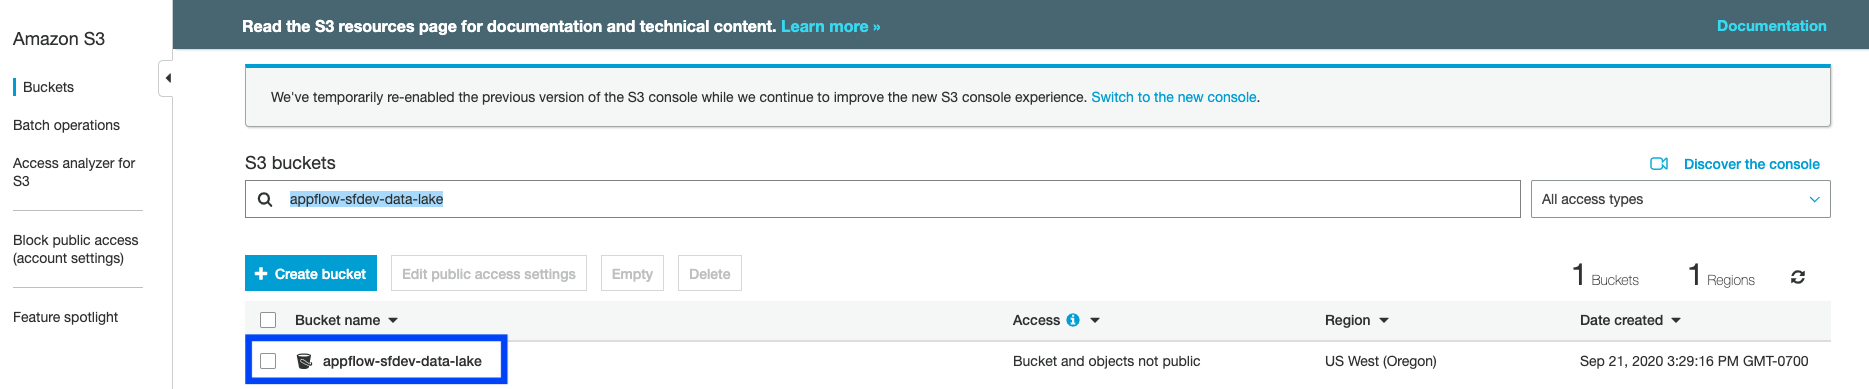 Amazon S3
Buckets
Batch operations
Access analyzer for
S3
Block public access
(account settings)
Feature spotlight
Read the S3 resources page for documentation and technical content. Learn more »
Documentation
We've temporarily re-enabled the previous version of the S3 console while we continue to improve the new S3 console experience. Switch to the new console.
S3 buckets
Discover the console
appflow-sfdev-data-lake
All access types
+ Create bucket
Edit public access settings
Empty
Delete
1 Buckets
1 Regions
Bucket name
Access
Region
Date created
appflow-sfdev-data-lake
Bucket and objects not public
US West (Oregon)
Sep 21, 2020 3:29:16 PM GMT-0700